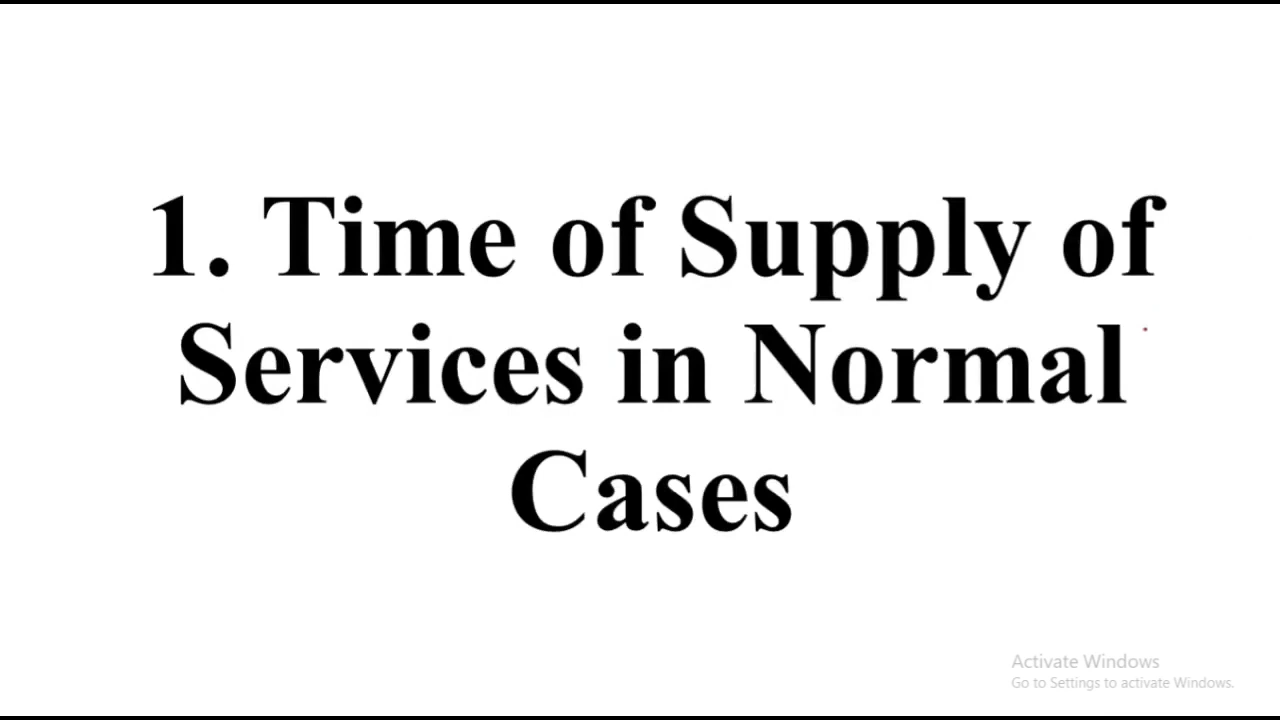 1. Time of Supply of
Services in Normal
Cases
Activate Windows
Go to Settings to activate Windows.